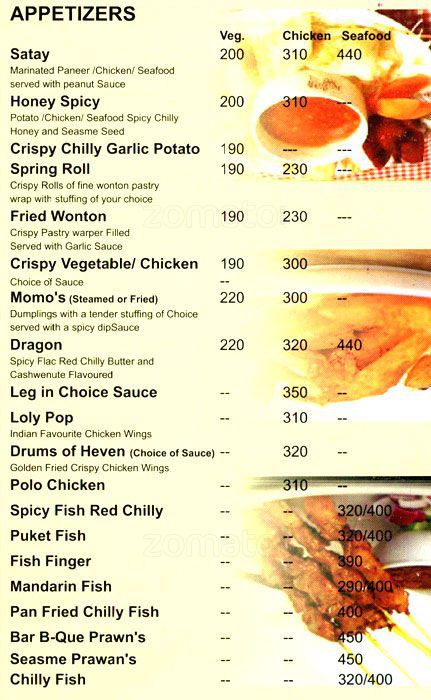 APPETIZERS
Veg. Chicken Seafood
Satay 200 310 440
Marinated Paneer /Chicken/ Seafood
served with peanut Sauce
Honey Spicy 200 310 ---
Potato /Chicken/ Seafood Spicy Chilly
Honey and Seasme Seed
Crispy Chilly Garlic Potato 190 --- ---
Spring Roll 190 230 ---
Crispy Rolls of fine wonton pastry
wrap with stuffing of your choice
Fried Wonton 190 230 ---
Crispy Pastry warper Filled
Served with Garlic Sauce
Crispy Vegetable/ Chicken 190 300
Choice of Sauce --
Momo's (Steamed or Fried) 220 300 --
Dumplings with a tender stuffing of Choice
served with a spicy dipSauce
Dragon 220 320 440
Spicy Flac Red Chilly Butter and
Cashwenute Flavoured
Leg in Choice Sauce -- 350 --
Loly Pop -- 310 --
Indian Favourite Chicken Wings
Drums of Heven (Choice of Sauce) -- 320 --
Golden Fried Crispy Chicken Wings
Polo Chicken -- 310 --
Spicy Fish Red Chilly -- -- 320/400
Puket Fish -- -- 320/400
Fish Finger -- -- 390
Mandarin Fish -- -- 290/400
Pan Fried Chilly Fish -- -- 400
Bar B-Que Prawn's -- -- 450
Seasme Prawan's -- -- 450
Chilly Fish -- -- 320/400
zomato
zomato